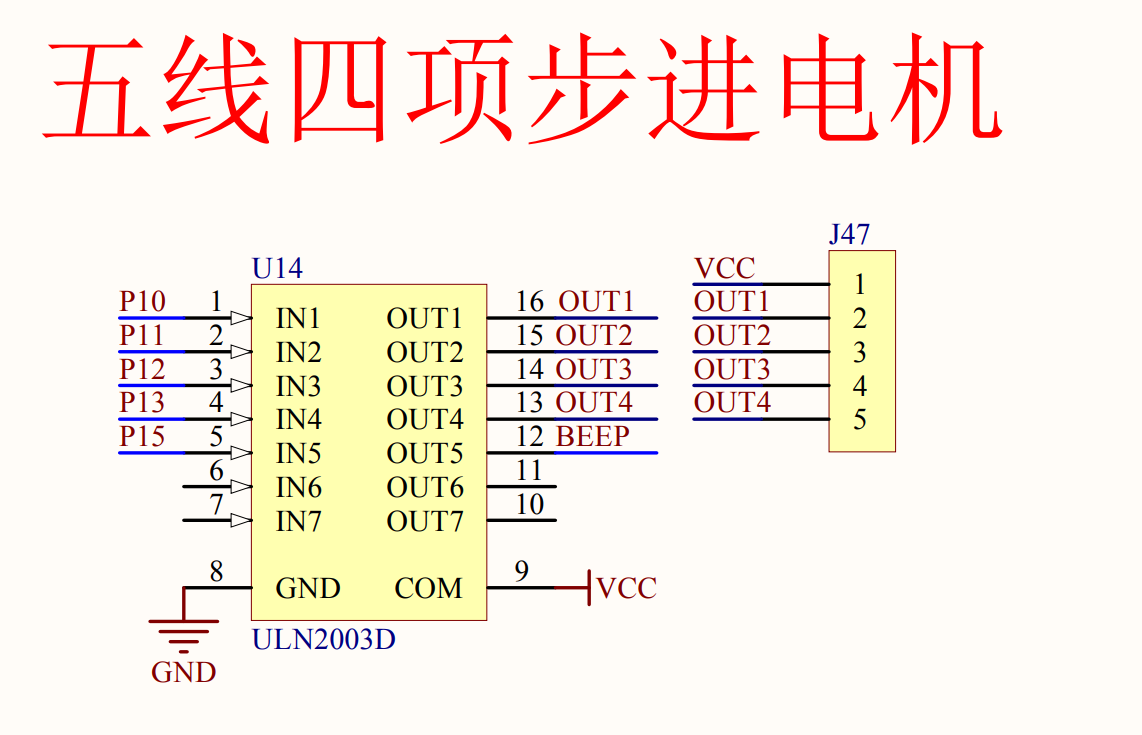 五线四项步进电机
J47
U14
VCC
1
P10 1 IN1 OUT1 16 OUT1
OUT1 2
P11 2 IN2 OUT2 15 OUT2
OUT2 3
P12 3 IN3 OUT3 14 OUT3
OUT3 4
P13 4 IN4 OUT4 13 OUT4
OUT4 5
P15 5 IN5 OUT5 12 BEEP
6 IN6 OUT6 11
7 IN7 OUT7 10
8 GND COM 9 VCC
ULN2003D
GND